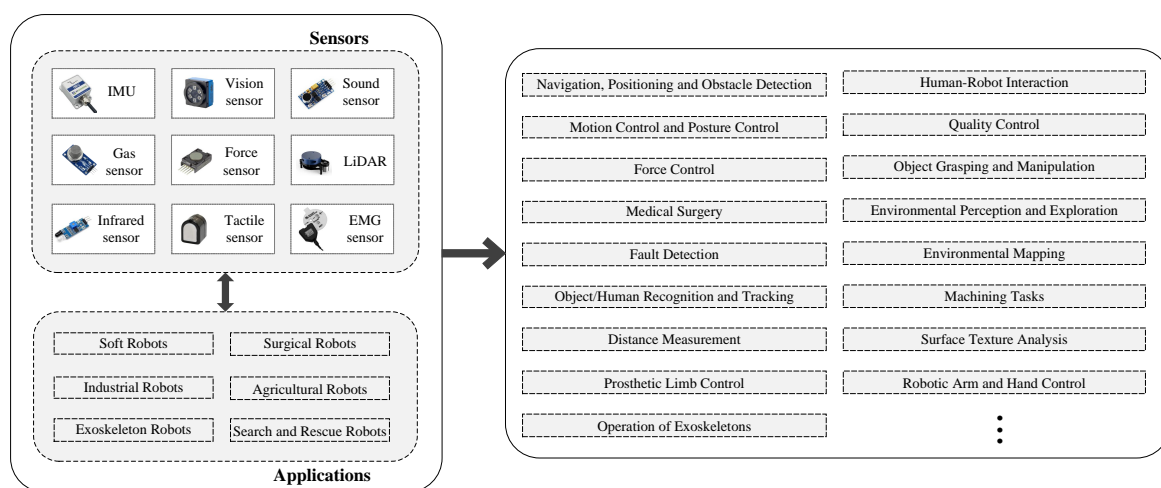 Sensors
IMU
Vision
sensor
Sound
sensor
Gas
sensor
Force
sensor
LiDAR
Infrared
sensor
Tactile
sensor
EMG
sensor
Soft Robots
Surgical Robots
Industrial Robots
Agricultural Robots
Exoskeleton Robots
Search and Rescue Robots
Applications
Navigation, Positioning and Obstacle Detection
Motion Control and Posture Control
Force Control
Medical Surgery
Fault Detection
Object/Human Recognition and Tracking
Distance Measurement
Prosthetic Limb Control
Operation of Exoskeletons
Human-Robot Interaction
Quality Control
Object Grasping and Manipulation
Environmental Perception and Exploration
Environmental Mapping
Machining Tasks
Surface Texture Analysis
Robotic Arm and Hand Control